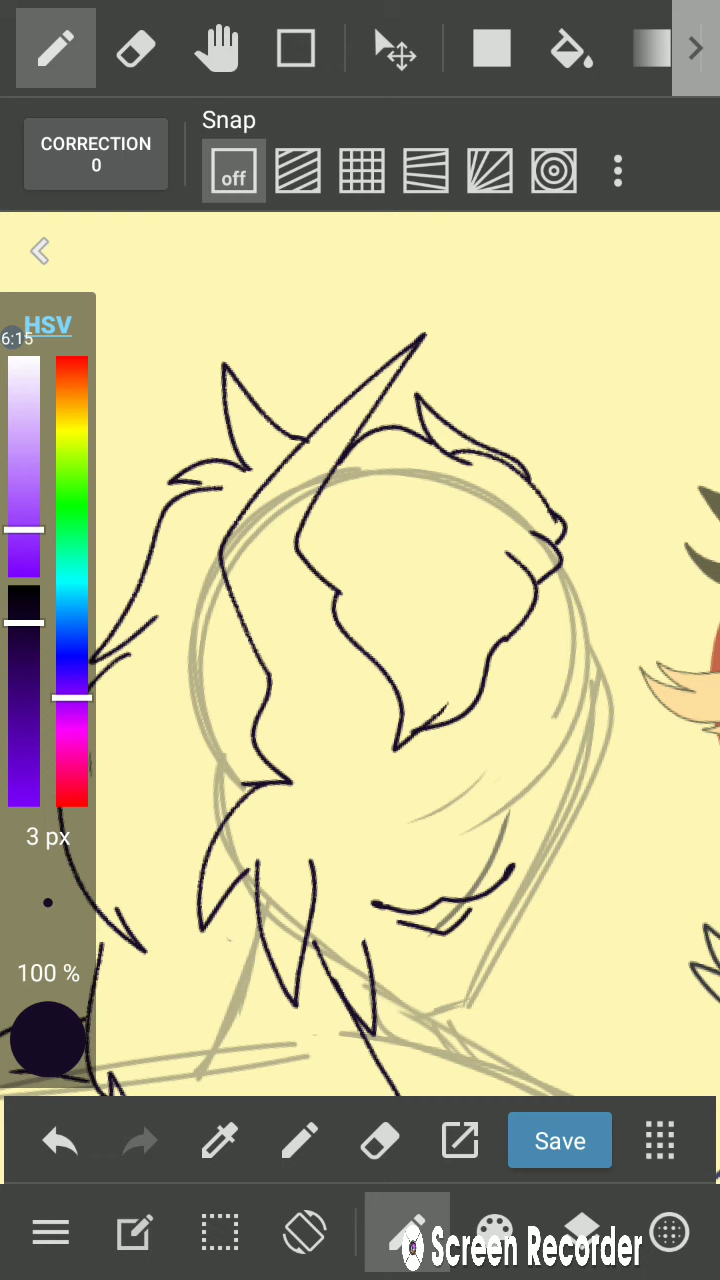 CORRECTION
0
Snap
off
HSV
6:15
3 px
100 %
Save
Screen Recorder